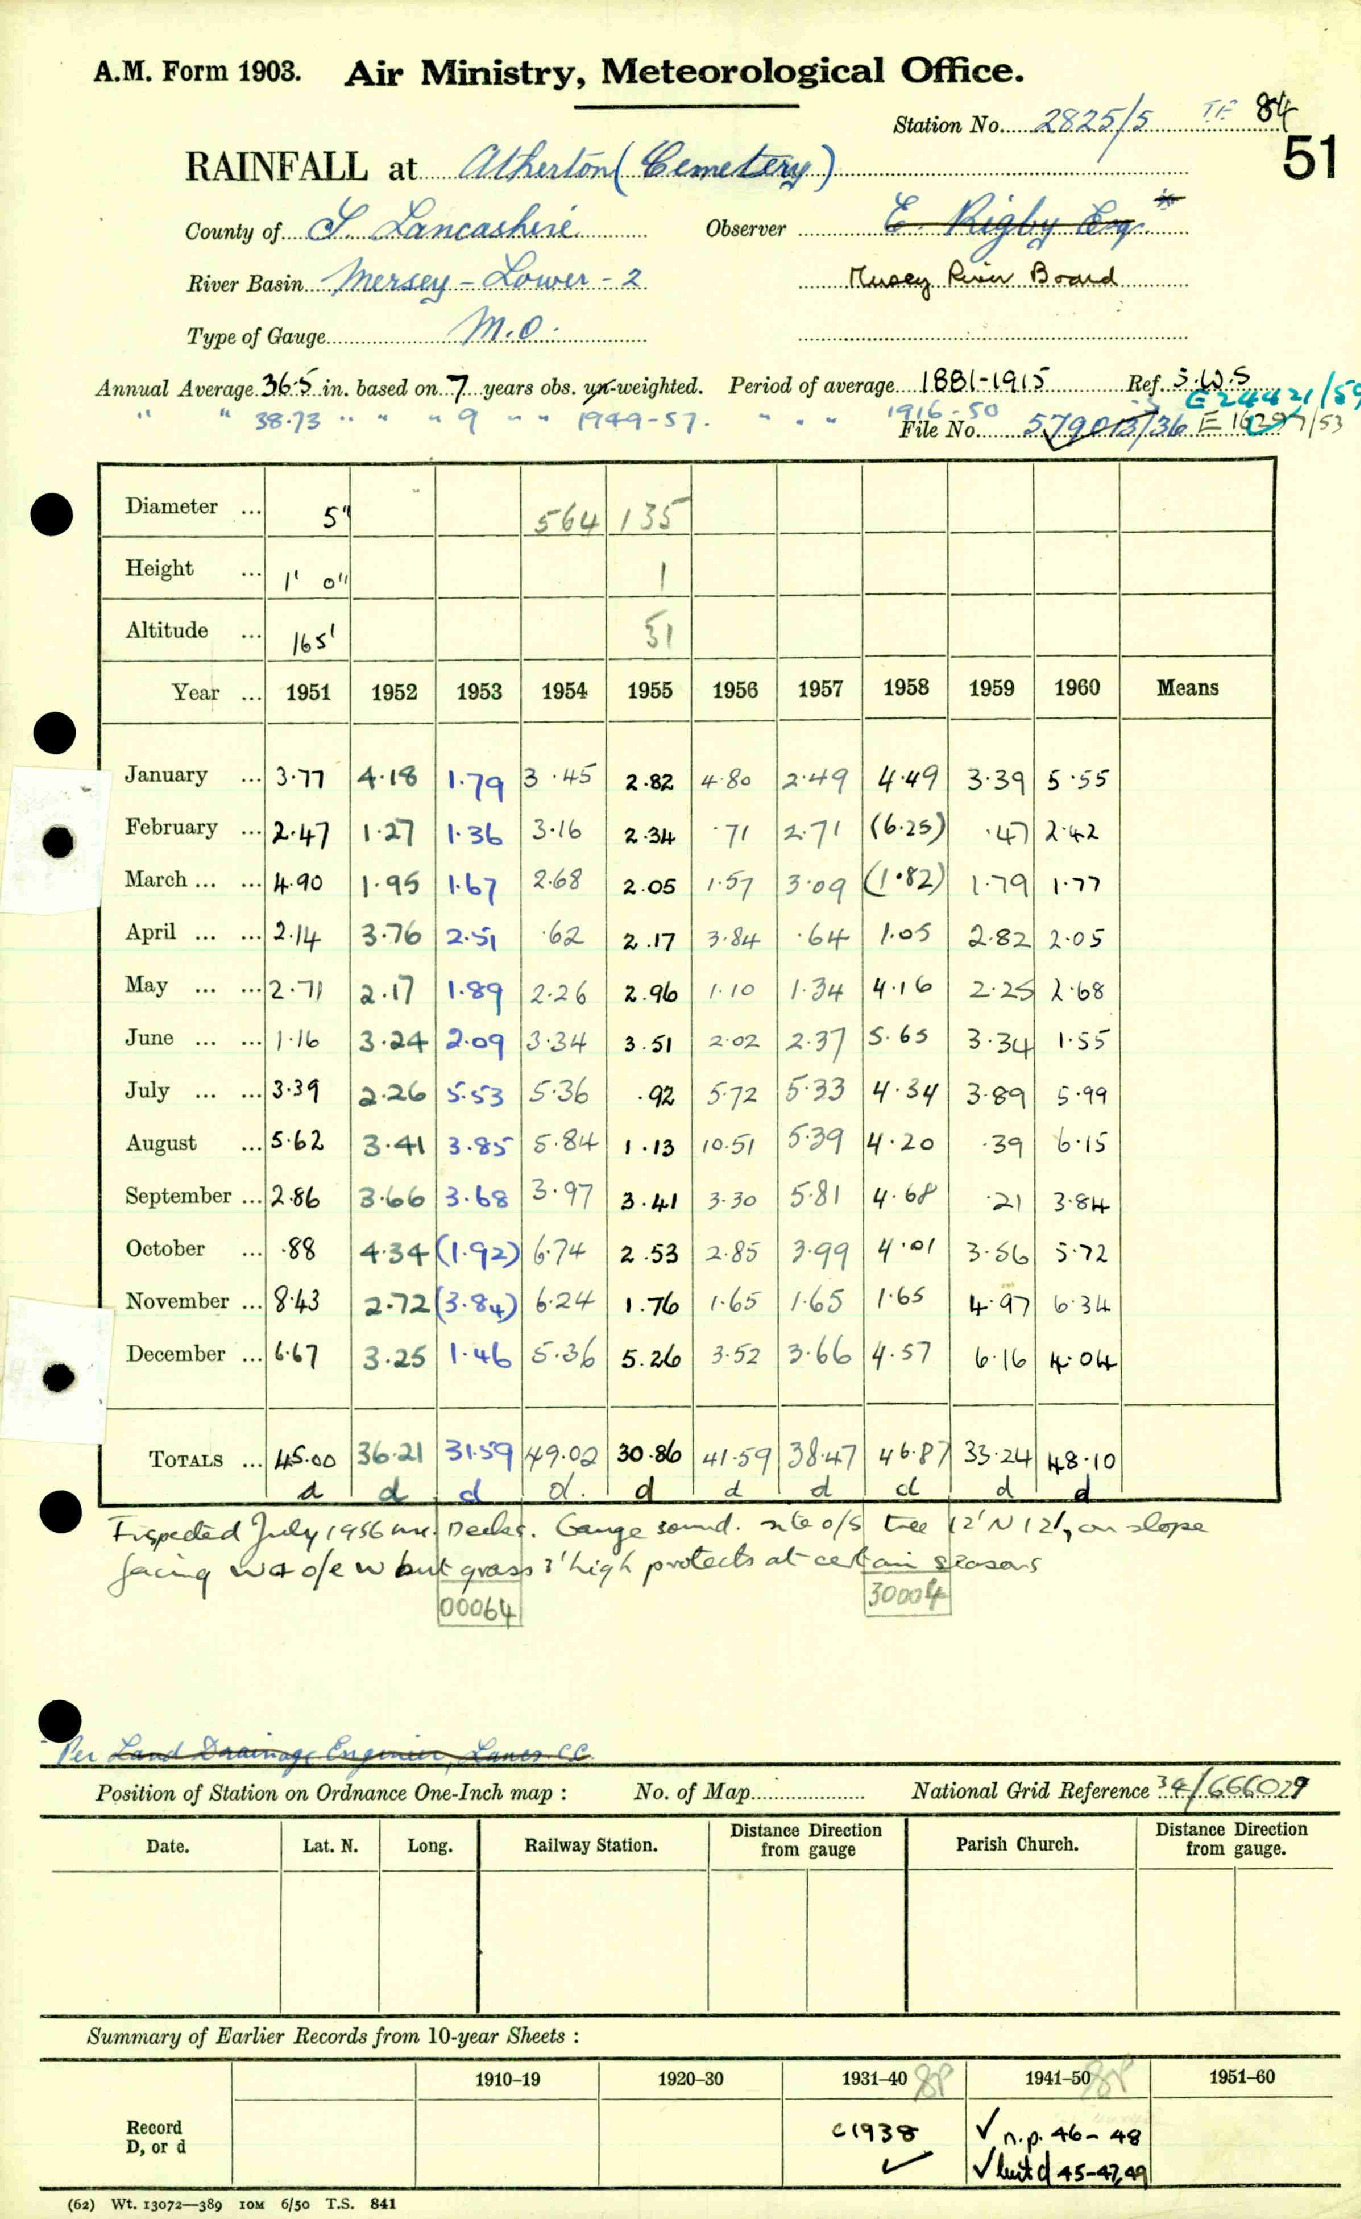 A.M. Form 1903. Air Ministry, Meteorological Office.
Station No. 2825/5 84
51
RAINFALL at Atherton (Cemetery)
County of S. Lancashire Observer E. Rigby Esq
River Basin Mersey - Lower - 2 Mersey River Board
Type of Gauge M.O.
Annual Average 36.5 in. based on 7 years obs. un-weighted. Period of average 1881-1915 Ref. S.W.S
" " 38.73 " " " 9 " " 1949-57. " " " 1916-50 E 24421/59
File No. 579013/36 E 16297/53
Diameter ... 5" 564 135
Height ... 1' 0" 1
Altitude ... 165' 51
Year ... 1951 1952 1953 1954 1955 1956 1957 1958 1959 1960 Means
January ... 3.77 4.18 1.79 3.45 2.82 4.80 2.49 4.49 3.39 5.55
February ... 2.47 1.27 1.36 3.16 2.34 .71 2.71 (6.25) .47 2.42
March ... ... 4.90 1.95 1.67 2.68 2.05 1.57 3.09 (1.82) 1.79 1.77
April ... ... 2.14 3.76 2.51 .62 2.17 3.84 .64 1.05 2.82 2.05
May ... ... 2.71 2.17 1.89 2.26 2.96 1.10 1.34 4.16 2.25 2.68
June ... ... 1.16 3.24 2.09 3.34 3.51 2.02 2.37 5.65 3.34 1.55
July ... ... 3.39 2.26 5.53 5.36 .92 5.72 5.33 4.34 3.89 5.99
August ... 5.62 3.41 3.85 5.84 1.13 10.51 5.39 4.20 .39 6.15
September ... 2.86 3.66 3.68 3.97 3.41 3.30 5.81 4.68 .21 3.84
October ... .88 4.34 (1.92) 6.74 2.53 2.85 3.99 4.01 3.56 5.72
November ... 8.43 2.72 (3.84) 6.24 1.76 1.65 1.65 1.65 4.97 6.34
December ... 6.67 3.25 1.46 5.36 5.26 3.52 3.66 4.57 6.16 4.04
TOTALS ... 45.00 36.21 31.59 49.02 30.86 41.59 38.47 46.87 33.24 48.10
d d d d. d d d d d d
Inspected July 1956 Gauge sound. site o/s tree 12' N 12', on slope
facing W & o/e W but grass 3' high protects at certain seasons
00064 30004
Per Land Drainage Engineer, Lancs C.C.
Position of Station on Ordnance One-Inch map : No. of Map National Grid Reference 34/666029
Date. Lat. N. Long. Railway Station. Distance from gauge Direction Parish Church. Distance from gauge. Direction
Summary of Earlier Records from 10-year Sheets :
1910–19 1920–30 1931–40 1941–50 1951–60
Record D, or d c1938 ✓ ✓ n.p. 46-48
✓ but d 45-47,49
(62) Wt. 13072—389 10M 6/50 T.S. 841